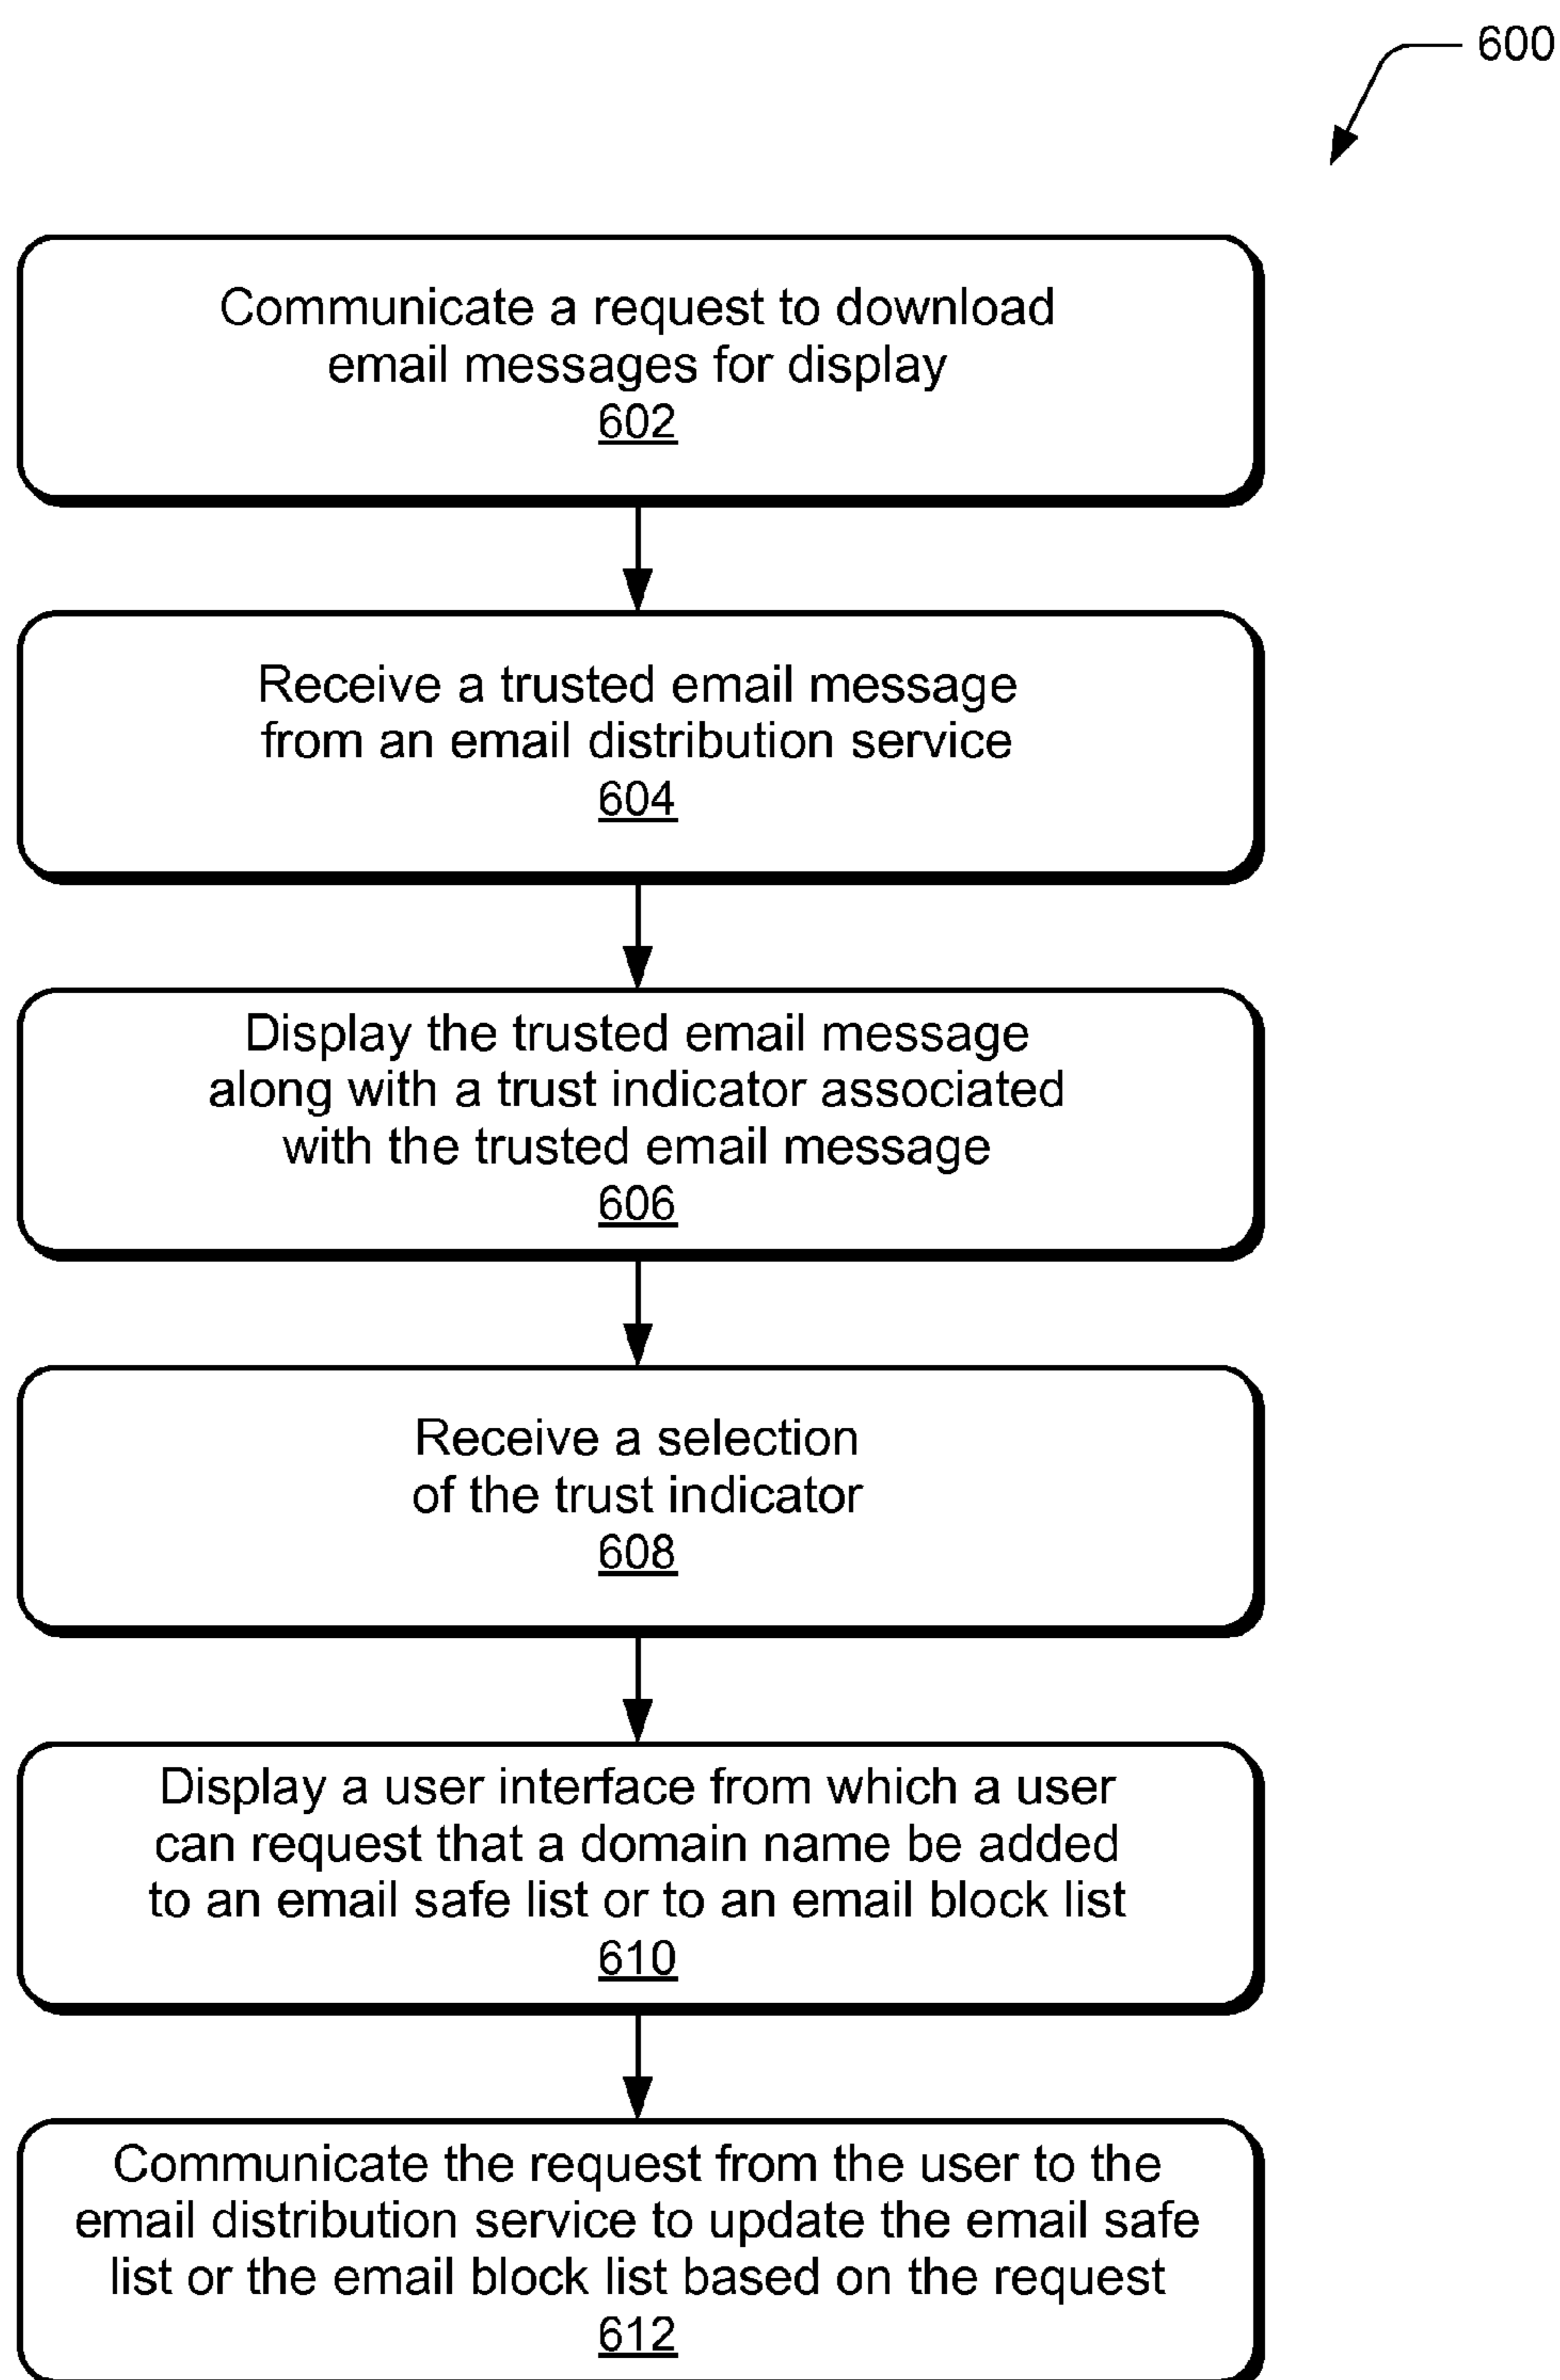 600
Communicate a request to download
email messages for display
602
Receive a trusted email message
from an email distribution service
604
Display the trusted email message
along with a trust indicator associated
with the trusted email message
606
Receive a selection
of the trust indicator
608
Display a user interface from which a user
can request that a domain name be added
to an email safe list or to an email block list
610
Communicate the request from the user to the
email distribution service to update the email safe
list or the email block list based on the request
612